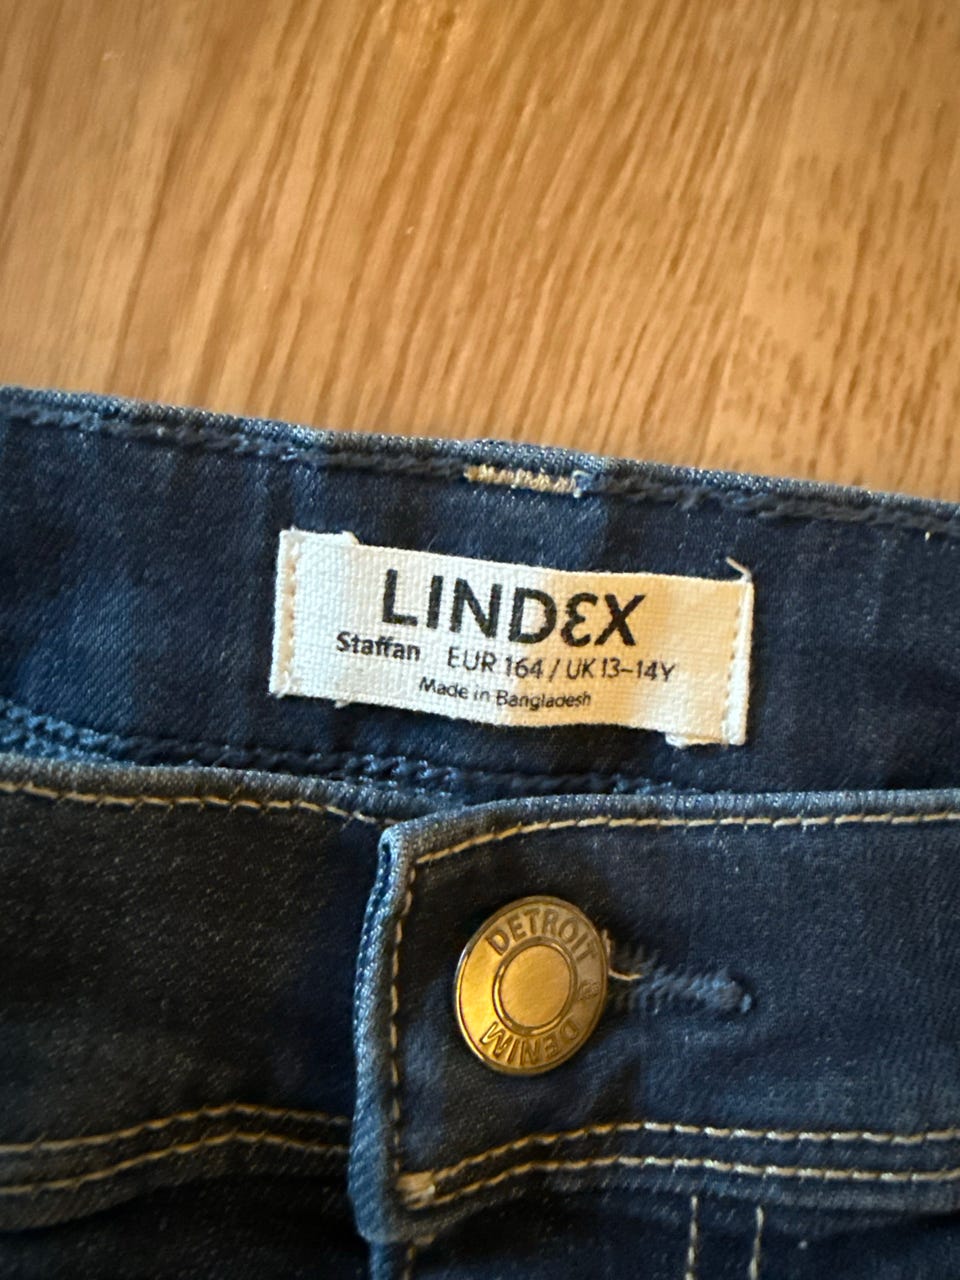 LINDEX
Staffan EUR 164 / UK 13–14Y
Made in Bangladesh
DETROIT
DENIM